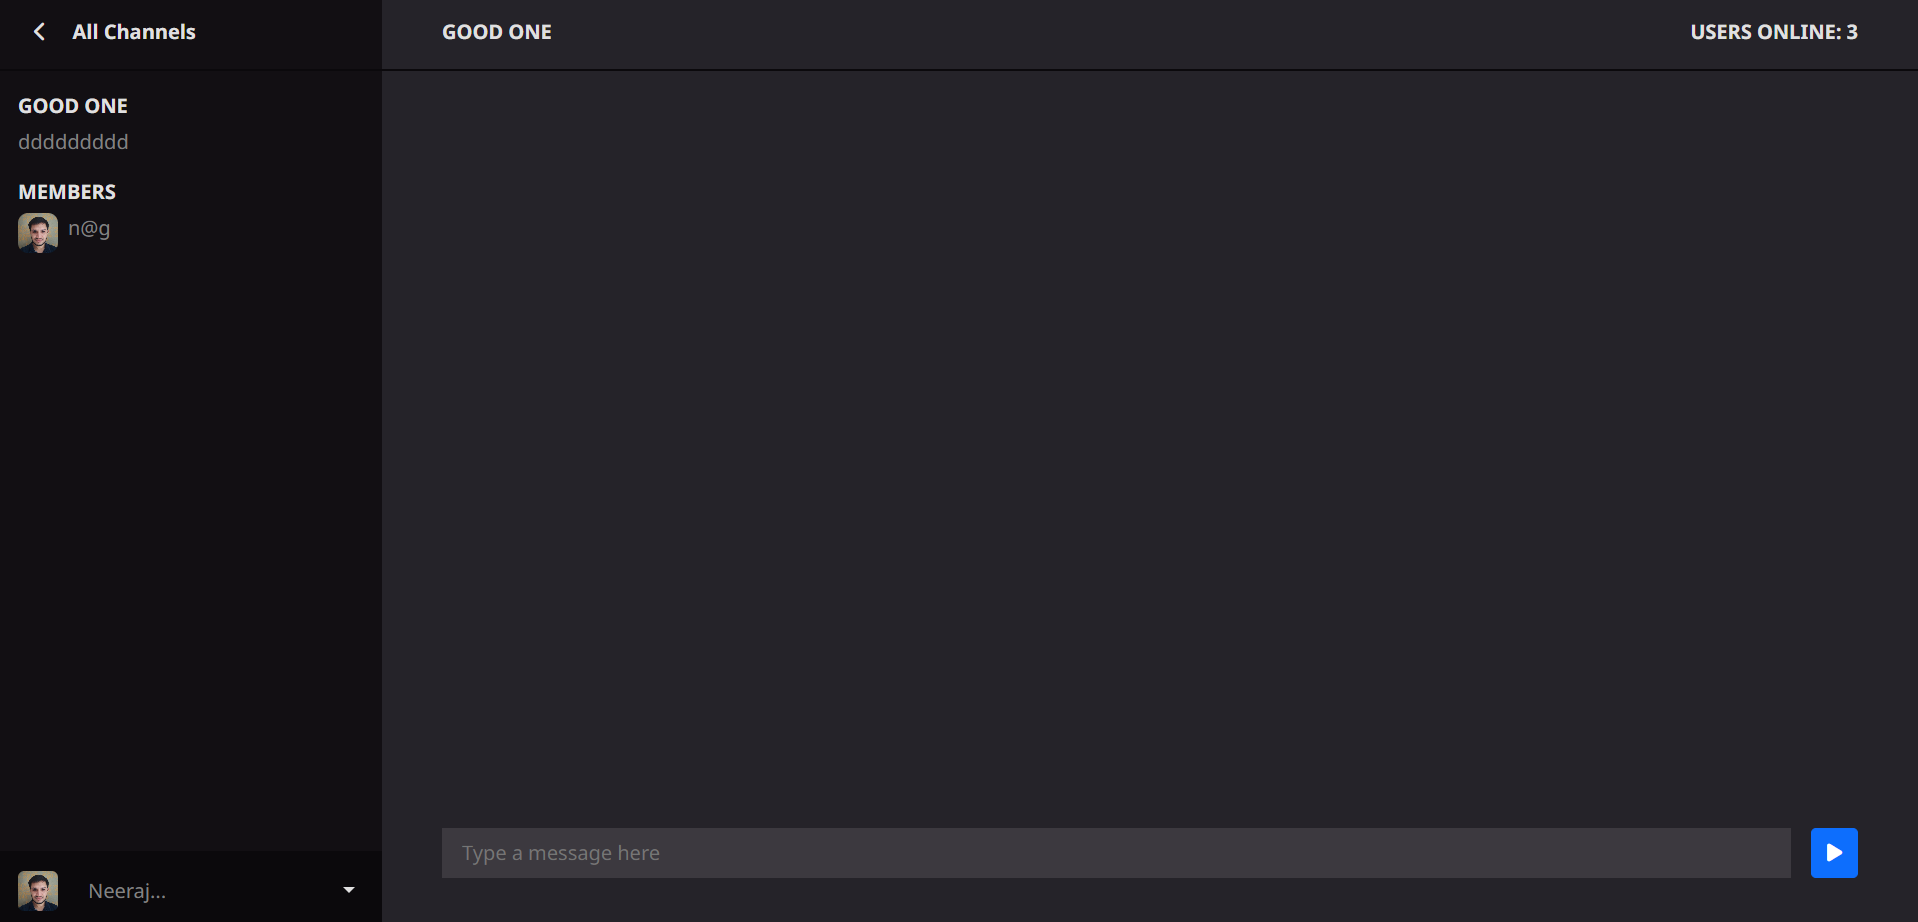 All Channels
GOOD ONE
USERS ONLINE: 3
GOOD ONE
ddddddddd
MEMBERS
n@g
Type a message here
Neeraj...